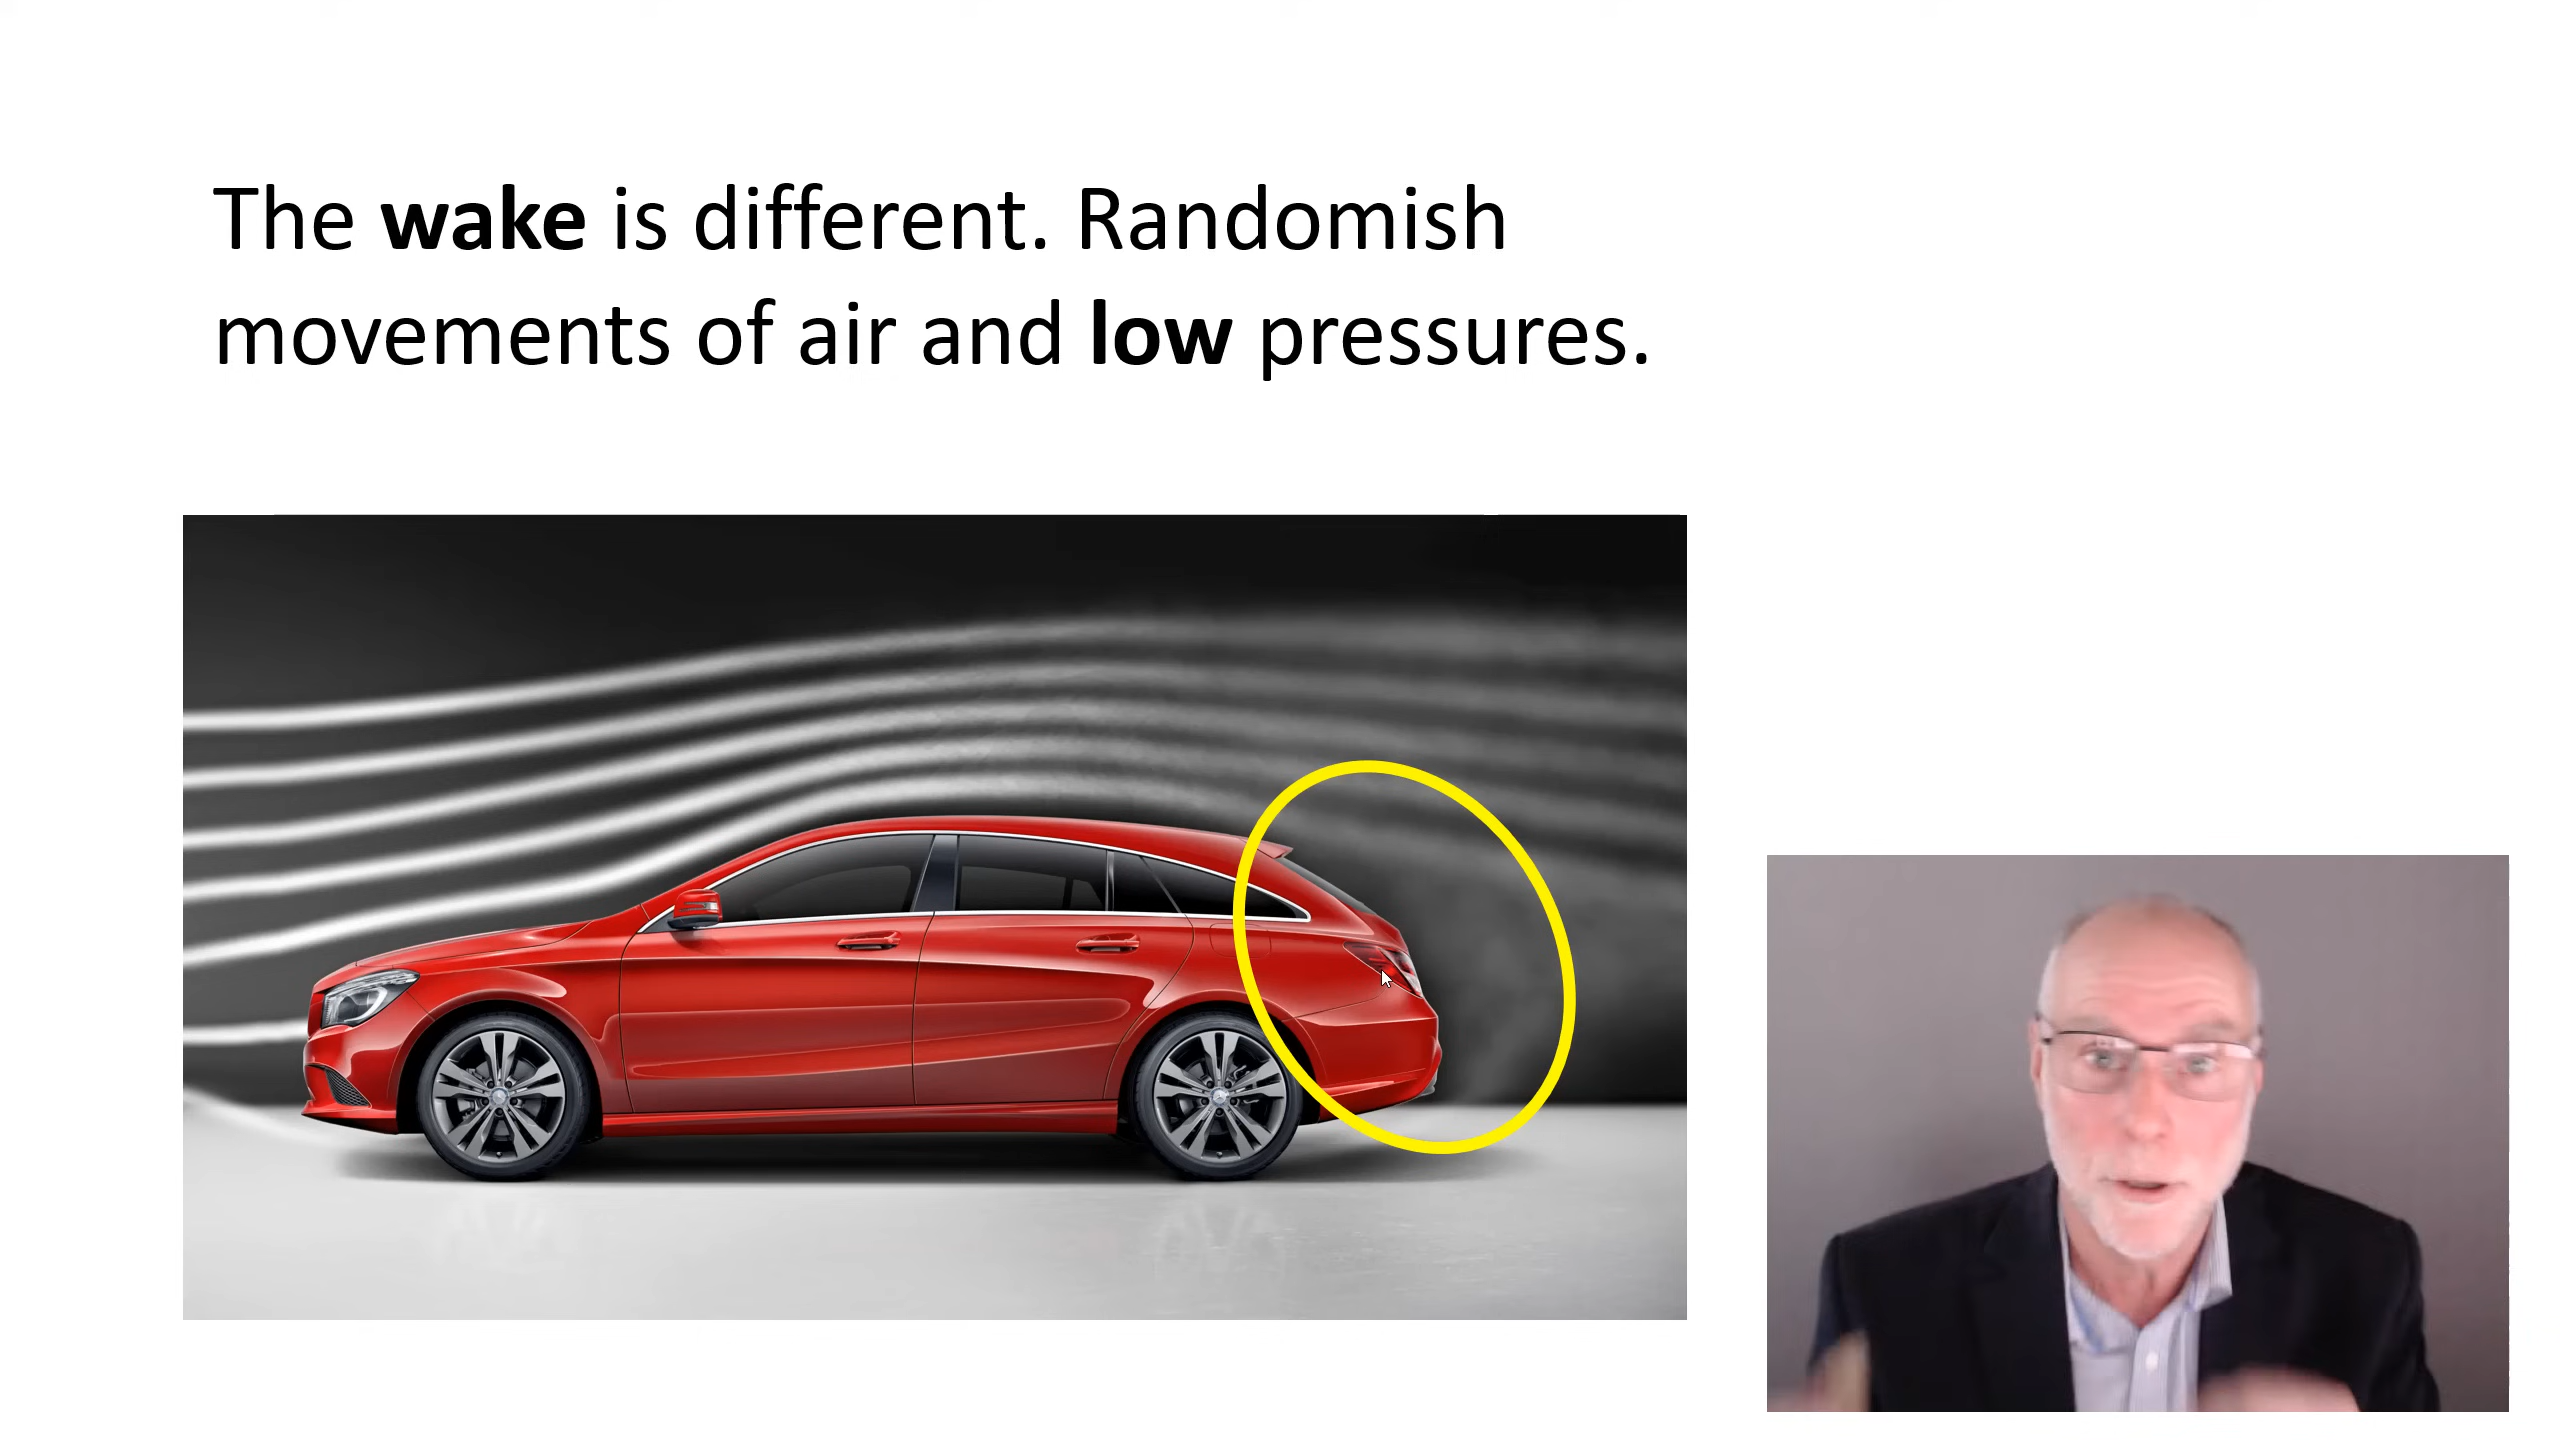 The wake is different. Randomish
movements of air and low pressures.